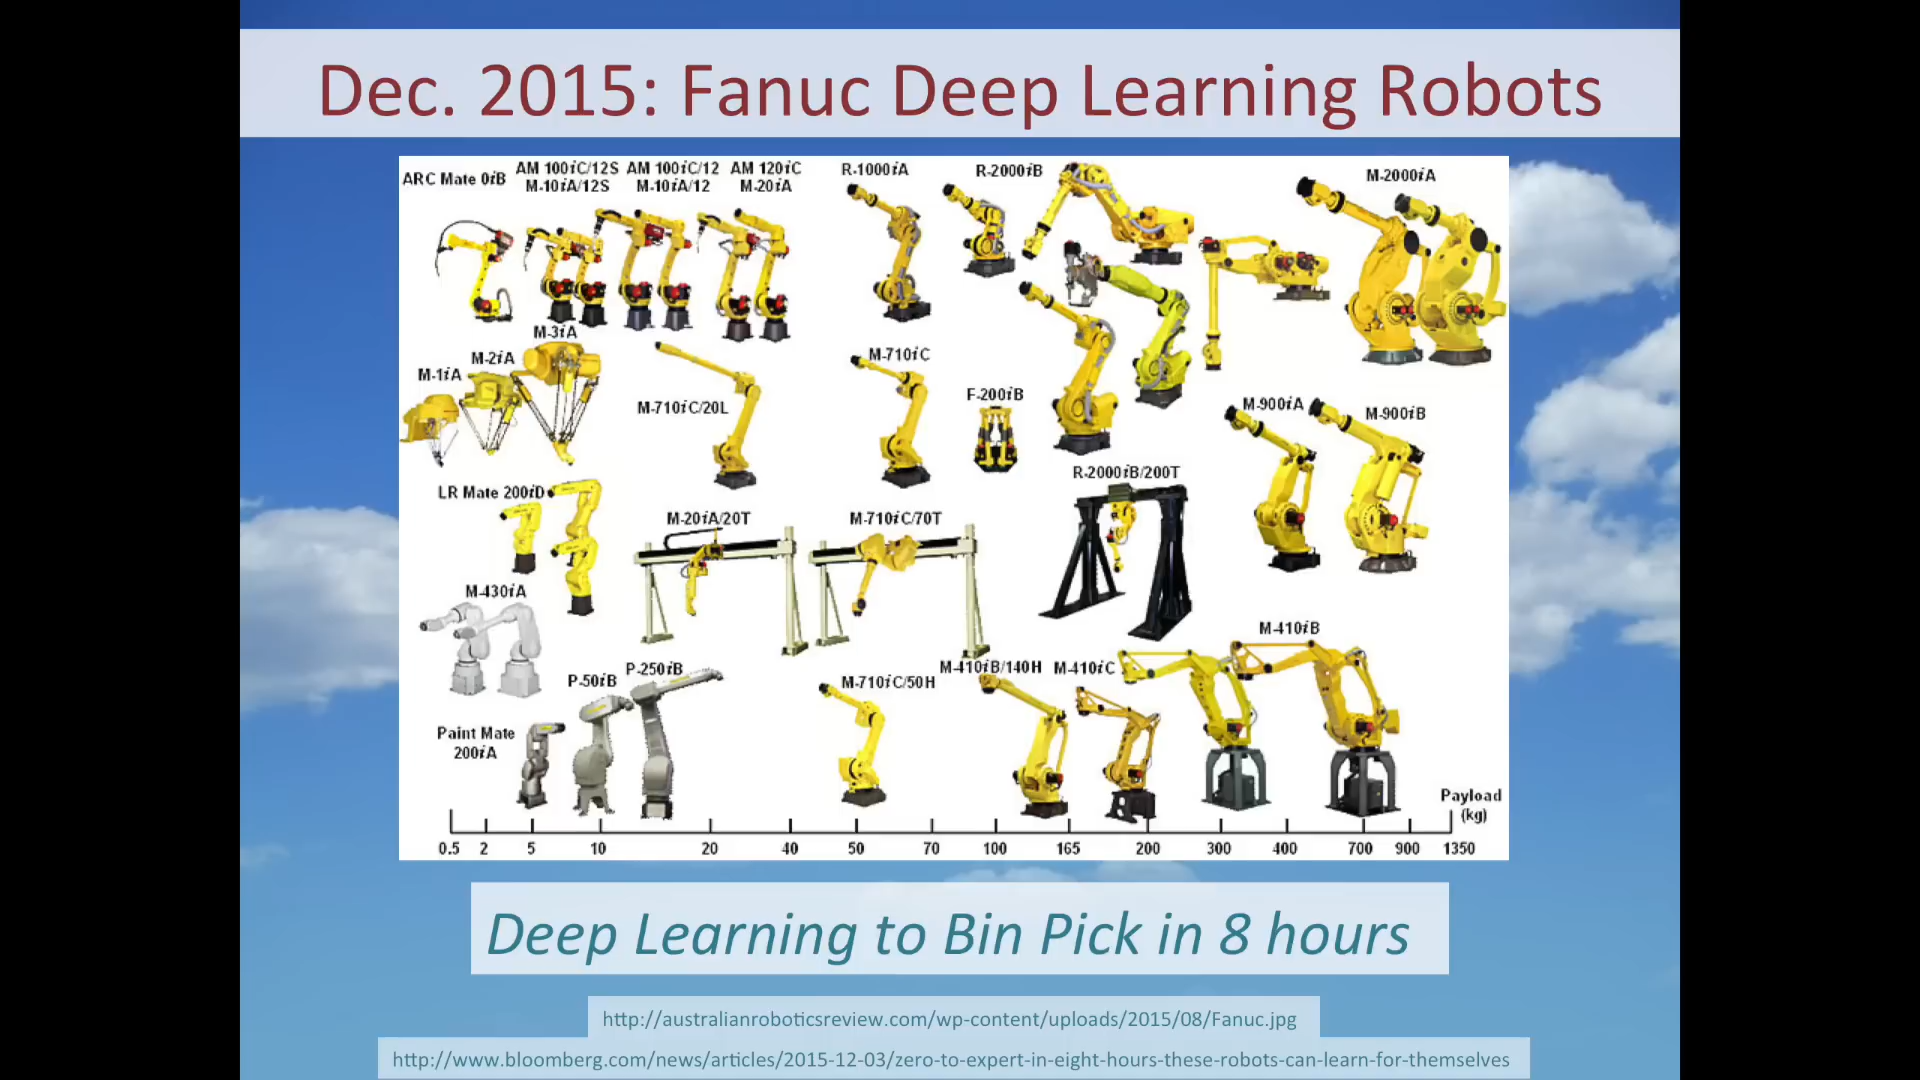 Dec. 2015: Fanuc Deep Learning Robots
ARC Mate 0iB
AM 100iC/12S
M-10iA/12S
AM 100iC/12
M-10iA/12
AM 120iC
M-20iA
R-1000iA
R-2000iB
M-2000iA
M-3iA
M-2iA
M-1iA
M-710iC/20L
M-710iC
F-200iB
M-900iA
M-900iB
LR Mate 200iD
M-20iA/20T
M-710iC/70T
R-2000iB/200T
M-430iA
P-50iB
P-250iB
M-710iC/50H
M-410iB/140H
M-410iC
M-410iB
Paint Mate
200iA
Payload
(kg)
0.5 2 5 10 20 40 50 70 100 165 200 300 400 700 900 1350
Deep Learning to Bin Pick in 8 hours
http://australianroboticsreview.com/wp-content/uploads/2015/08/Fanuc.jpg
http://www.bloomberg.com/news/articles/2015-12-03/zero-to-expert-in-eight-hours-these-robots-can-learn-for-themselves